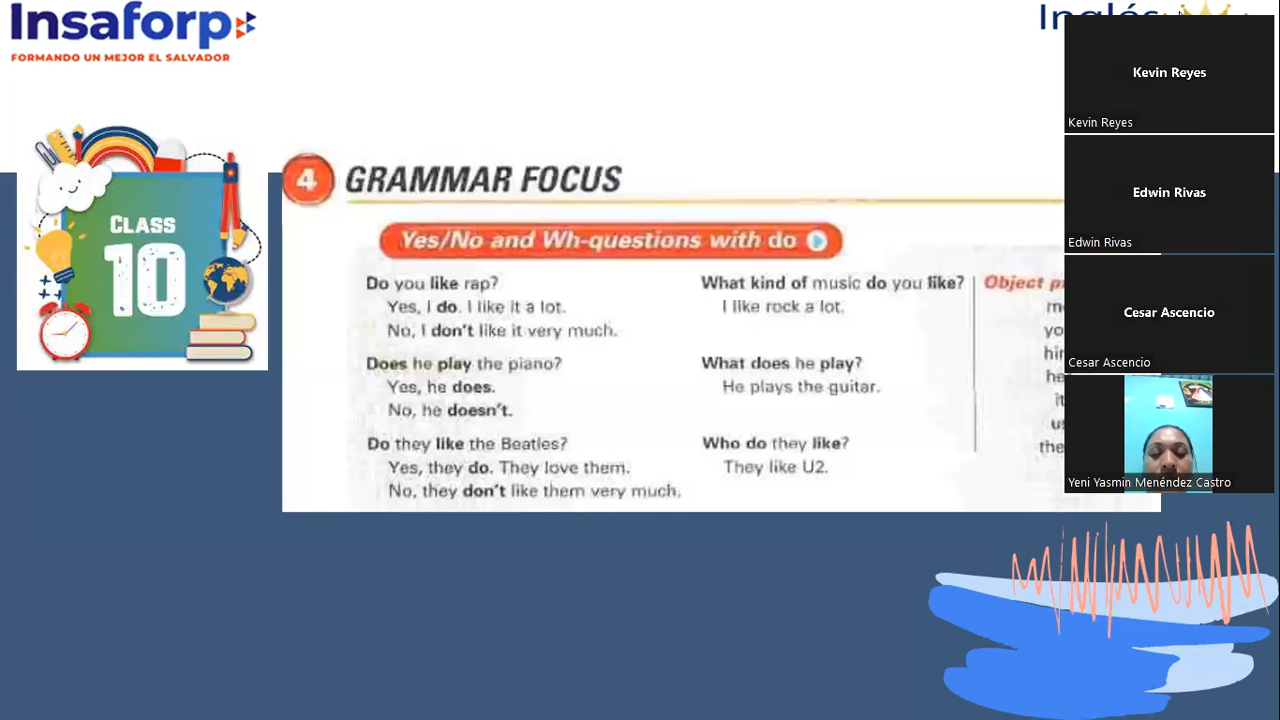 Insaforp
FORMANDO UN MEJOR EL SALVADOR
Inglés
CLASS
10
4 GRAMMAR FOCUS
Yes/No and Wh-questions with do
Do you like rap?
Yes, I do. I like it a lot.
No, I don't like it very much.
Does he play the piano?
Yes, he does.
No, he doesn't.
Do they like the Beatles?
Yes, they do. They love them.
No, they don't like them very much.
What kind of music do you like?
I like rock a lot.
What does he play?
He plays the guitar.
Who do they like?
They like U2.
Object
Kevin Reyes
Kevin Reyes
Edwin Rivas
Edwin Rivas
Cesar Ascencio
Cesar Ascencio
Yeni Yasmin Menéndez Castro